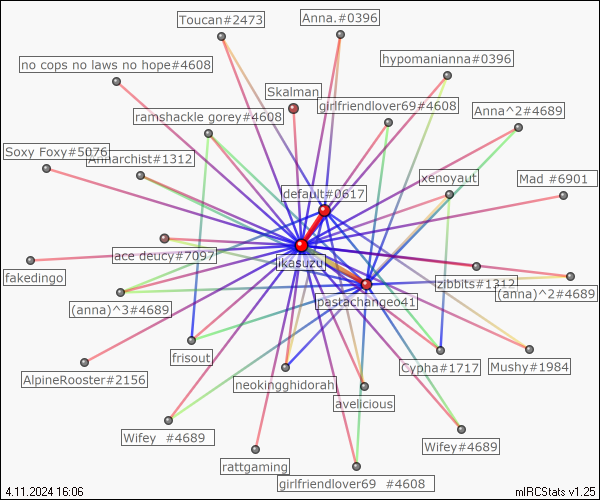 Toucan#2473
Anna.#0396
hypomanianna#0396
no cops no laws no hope#4608
Skalman
girlfriendlover69#4608
ramshackle gorey#4608
Anna^2#4689
Soxy Foxy#5076
Annarchist#1312
xenoyaut
Mad #6901
default#0617
ace deucy#7097
ikasuzu
fakedingo
zibbits#1312
(anna)^2#4689
pastachangeo41
(anna)^3#4689
frisout
Cypha#1717
Mushy#1984
AlpineRooster#2156
neokingghidorah
avelicious
Wifey #4689
Wifey#4689
rattgaming
girlfriendlover69 #4608
4.11.2024 16:06
mIRCStats v1.25